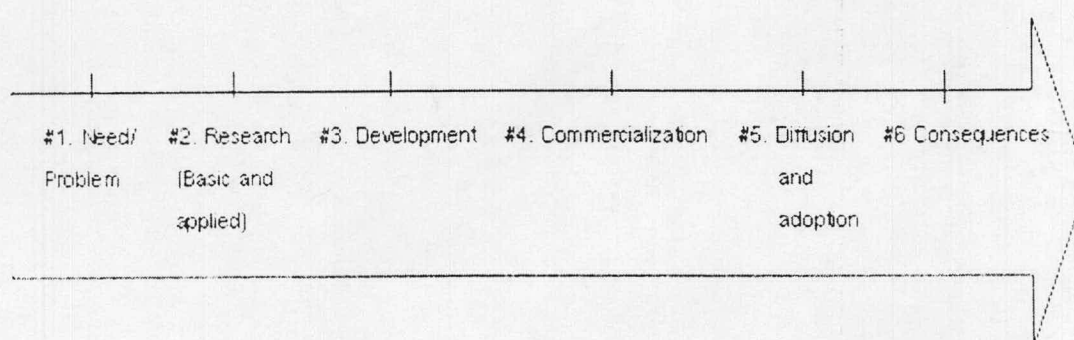 #1. Need/ #2. Research #3. Development #4. Commercialization #5. Diffusion #6 Consequences
Problem (Basic and and
applied) adoption